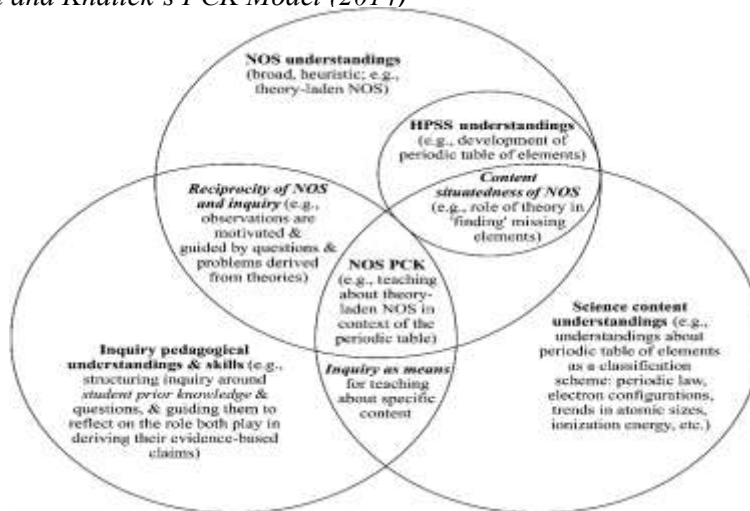 and Khalick's PCK Model (2014)
NOS understandings
(broad, heuristic; e.g.,
theory-laden NOS)
HPSS understandings
(e.g., development of
periodic table of elements)
Content
situatedness of NOS
(e.g., role of theory in
'finding' missing
elements)
Reciprocity of NOS
and inquiry (e.g.,
observations are
motivated &
guided by questions &
problems derived
from theories)
NOS PCK
(e.g., teaching
about theory-
laden NOS in
context of the
periodic table)
Science content
understandings (e.g.,
understandings about
periodic table of elements
as a classification
scheme: periodic law,
electron configurations,
trends in atomic sizes,
ionization energy, etc.)
Inquiry pedagogical
understandings & skills (e.g.,
structuring inquiry around
student prior knowledge &
questions, & guiding them to
reflect on the role both play in
deriving their evidence-based
claims)
Inquiry as means
for teaching
about specific
content